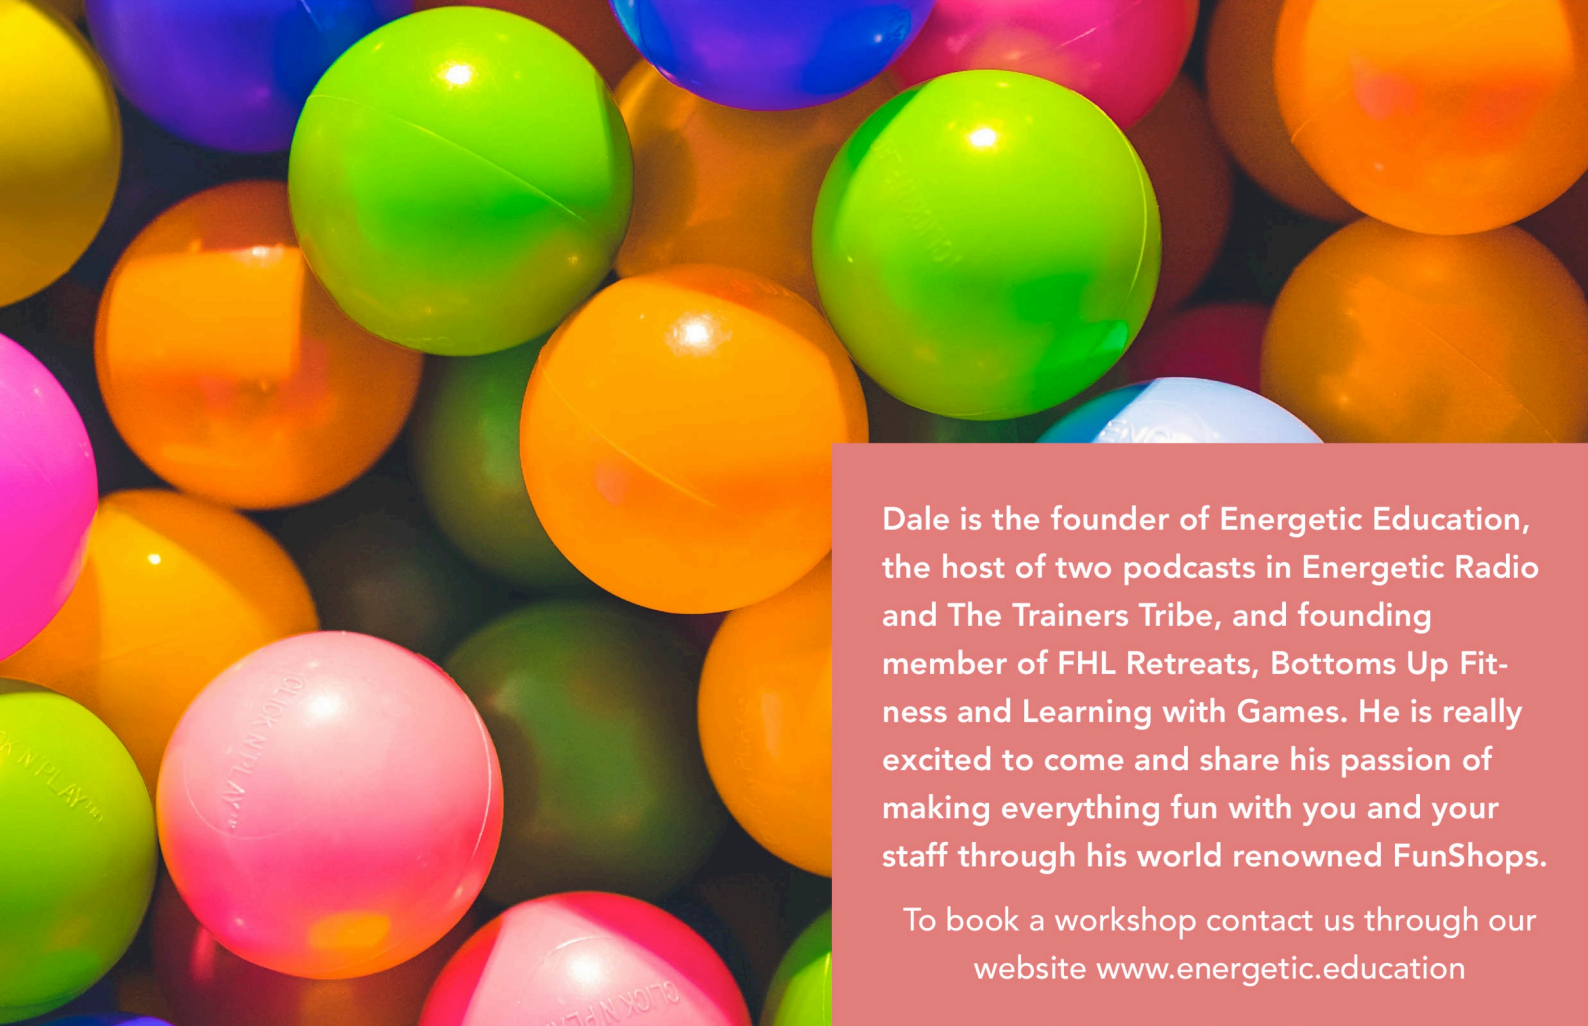 CLICK N' PLAY
Dale is the founder of Energetic Education,
the host of two podcasts in Energetic Radio
and The Trainers Tribe, and founding
member of FHL Retreats, Bottoms Up Fit-
ness and Learning with Games. He is really
excited to come and share his passion of
making everything fun with you and your
staff through his world renowned FunShops.
To book a workshop contact us through our
website www.energetic.education